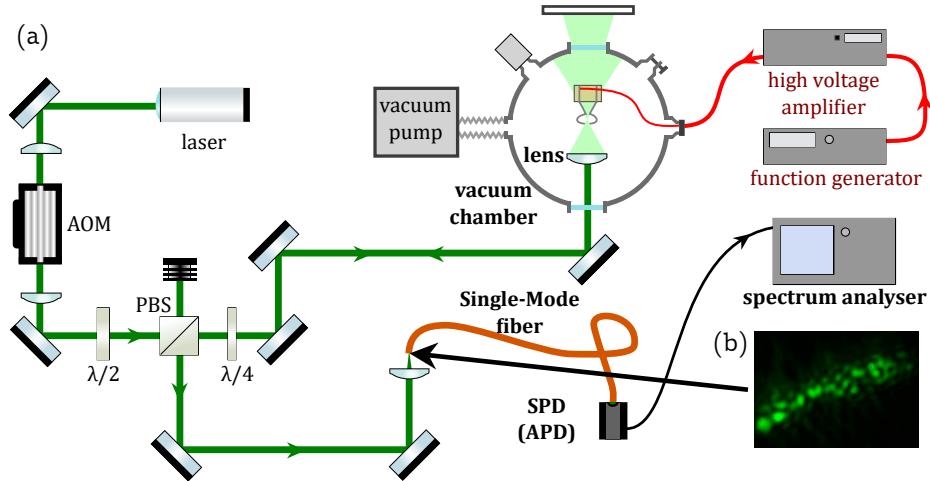 (a)
laser
AOM
PBS
λ/2
λ/4
vacuum
pump
lens
vacuum
chamber
high voltage
amplifier
function generator
spectrum analyser
Single-Mode
fiber
SPD
(APD)
(b)